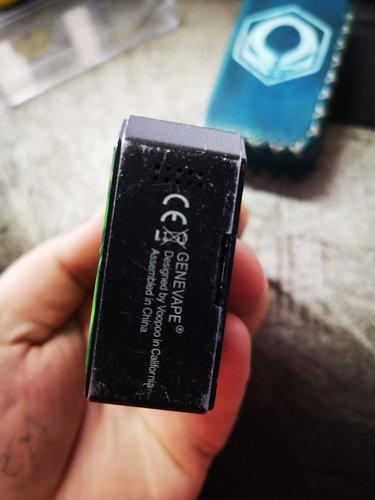 CE
GENEVAPE®
Designed by Voopoo in California
Assembled in China